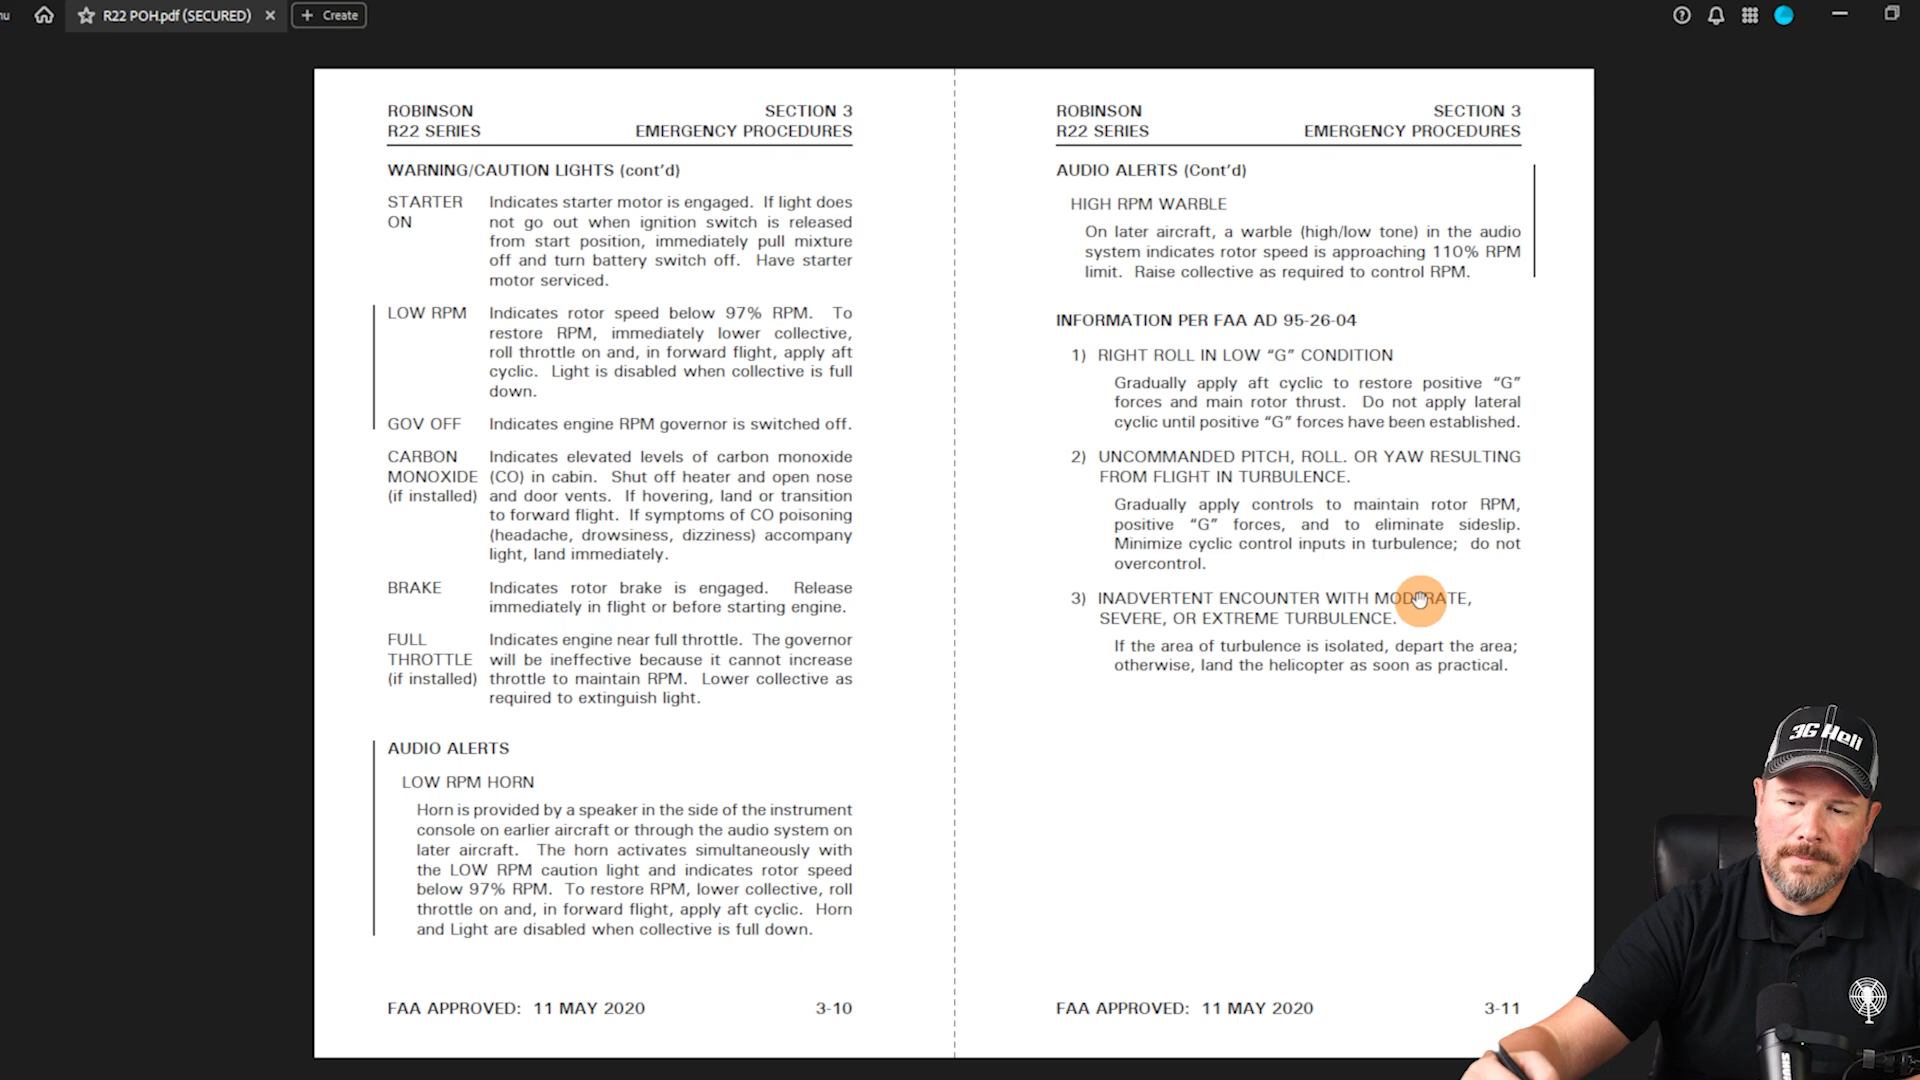 nu
R22 POH.pdf (SECURED)
Create
ROBINSON SECTION 3
R22 SERIES EMERGENCY PROCEDURES
WARNING/CAUTION LIGHTS (cont'd)
STARTER Indicates starter motor is engaged. If light does
ON not go out when ignition switch is released
from start position, immediately pull mixture
off and turn battery switch off. Have starter
motor serviced.
LOW RPM Indicates rotor speed below 97% RPM. To
restore RPM, immediately lower collective,
roll throttle on and, in forward flight, apply aft
cyclic. Light is disabled when collective is full
down.
GOV OFF Indicates engine RPM governor is switched off.
CARBON Indicates elevated levels of carbon monoxide
MONOXIDE (CO) in cabin. Shut off heater and open nose
(if installed) and door vents. If hovering, land or transition
to forward flight. If symptoms of CO poisoning
(headache, drowsiness, dizziness) accompany
light, land immediately.
BRAKE Indicates rotor brake is engaged. Release
immediately in flight or before starting engine.
FULL Indicates engine near full throttle. The governor
THROTTLE will be ineffective because it cannot increase
(if installed) throttle to maintain RPM. Lower collective as
required to extinguish light.
AUDIO ALERTS
LOW RPM HORN
Horn is provided by a speaker in the side of the instrument
console on earlier aircraft or through the audio system on
later aircraft. The horn activates simultaneously with
the LOW RPM caution light and indicates rotor speed
below 97% RPM. To restore RPM, lower collective, roll
throttle on and, in forward flight, apply aft cyclic. Horn
and Light are disabled when collective is full down.
FAA APPROVED: 11 MAY 2020 3-10
ROBINSON SECTION 3
R22 SERIES EMERGENCY PROCEDURES
AUDIO ALERTS (Cont'd)
HIGH RPM WARBLE
On later aircraft, a warble (high/low tone) in the audio
system indicates rotor speed is approaching 110% RPM
limit. Raise collective as required to control RPM.
INFORMATION PER FAA AD 95-26-04
1) RIGHT ROLL IN LOW "G" CONDITION
Gradually apply aft cyclic to restore positive "G"
forces and main rotor thrust. Do not apply lateral
cyclic until positive "G" forces have been established.
2) UNCOMMANDED PITCH, ROLL. OR YAW RESULTING
FROM FLIGHT IN TURBULENCE.
Gradually apply controls to maintain rotor RPM,
positive "G" forces, and to eliminate sideslip.
Minimize cyclic control inputs in turbulence; do not
overcontrol.
3) INADVERTENT ENCOUNTER WITH MODERATE,
SEVERE, OR EXTREME TURBULENCE.
If the area of turbulence is isolated, depart the area;
otherwise, land the helicopter as soon as practical.
FAA APPROVED: 11 MAY 2020 3-11
3G Heli